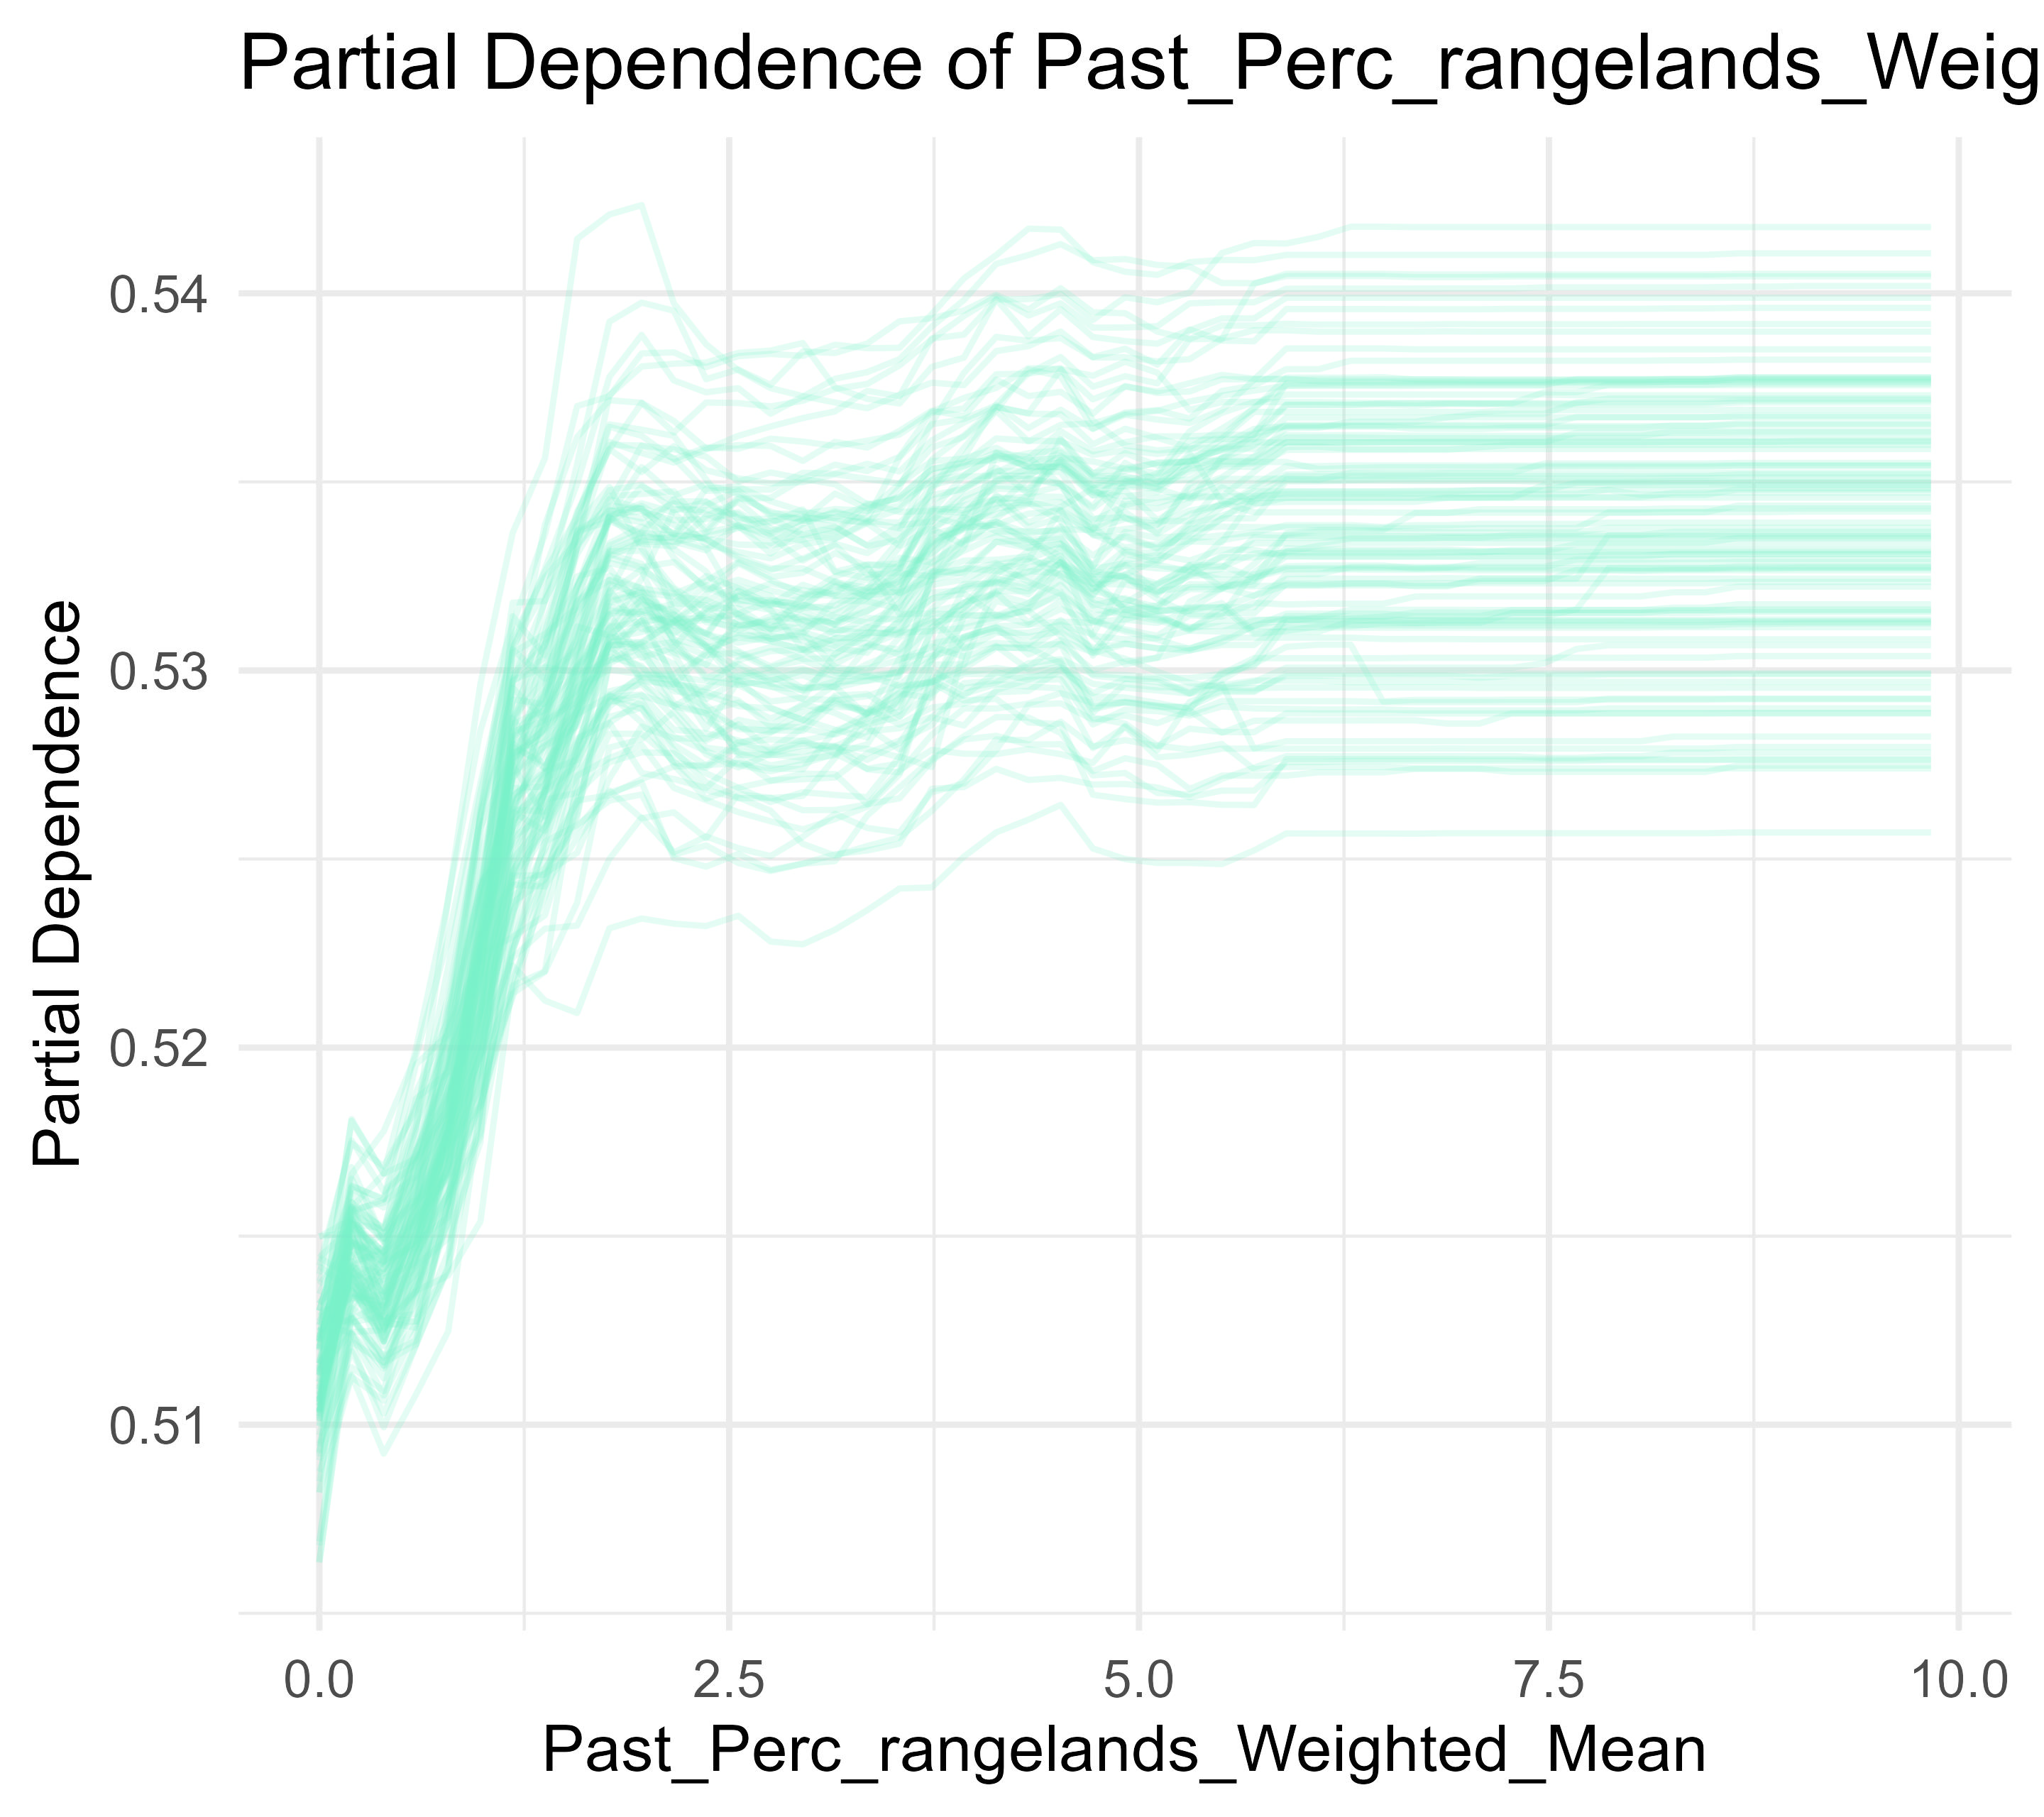 Partial Dependence of Past_Perc_rangelands_Weig
0.54
0.53
0.52
0.51
Partial Dependence
0.0 2.5 5.0 7.5 10.0
Past_Perc_rangelands_Weighted_Mean